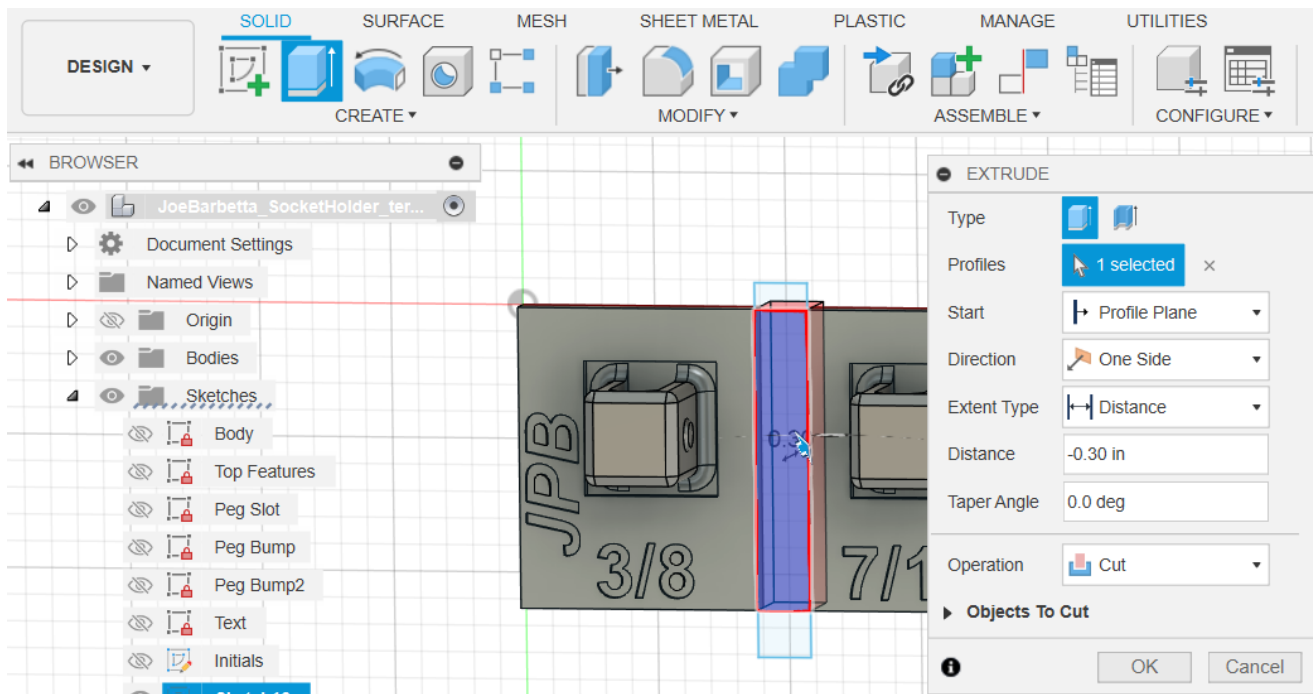 SOLID SURFACE MESH SHEET METAL PLASTIC MANAGE UTILITIES
DESIGN
CREATE MODIFY ASSEMBLE CONFIGURE
BROWSER
JoeBarbetta_SocketHolder_ter...
Document Settings
Named Views
Origin
Bodies
Sketches
Body
Top Features
Peg Slot
Peg Bump
Peg Bump2
Text
Initials
JPB
3/8
7/1
EXTRUDE
Type
Profiles 1 selected
Start Profile Plane
Direction One Side
Extent Type Distance
Distance -0.30 in
Taper Angle 0.0 deg
Operation Cut
Objects To Cut
OK Cancel